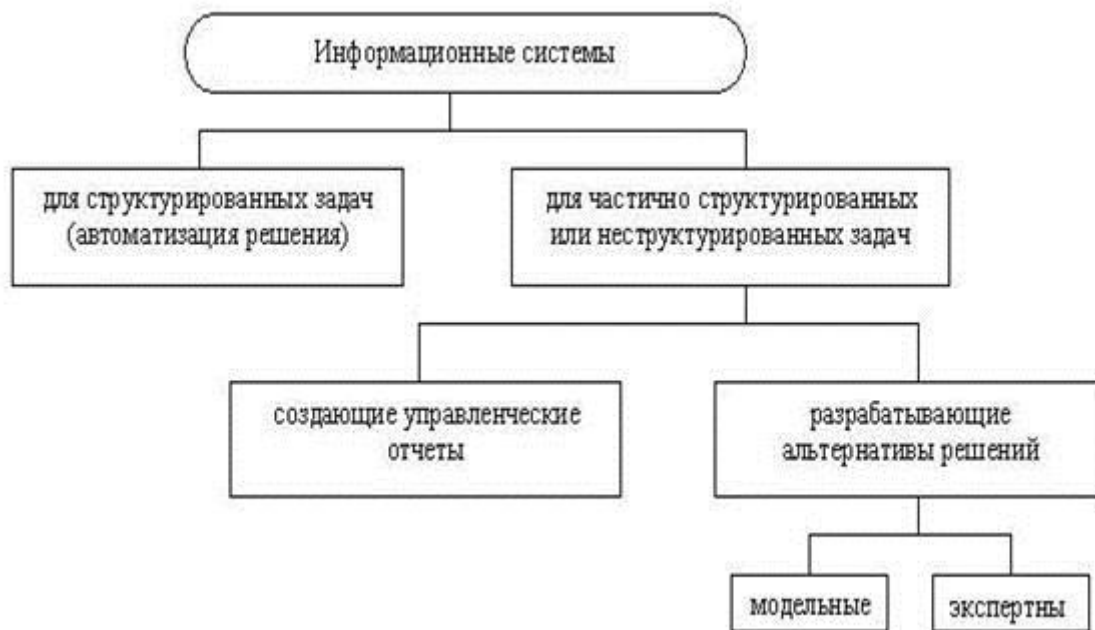 Информационные системы
для структурированных задач
(автоматизация решения)
для частично структурированных
или неструктурированных задач
создающие управленческие
отчеты
разрабатывающие
альтернативы решений
модельные
экспертны